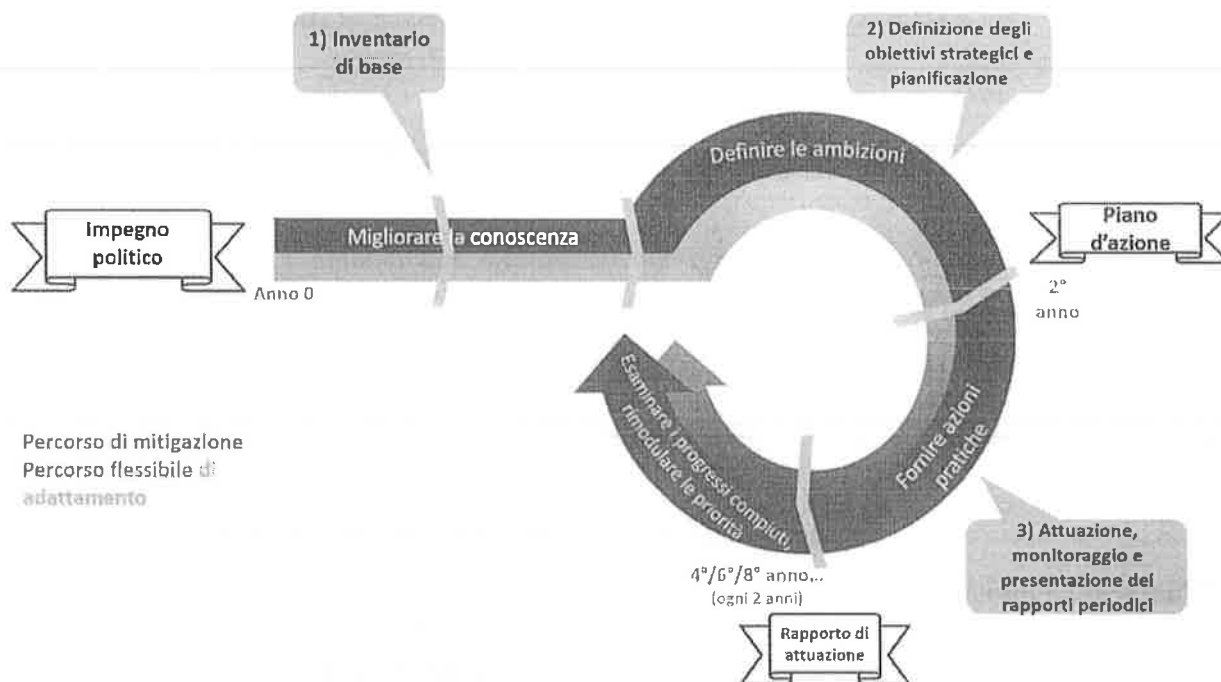 1) Inventario
di base
2) Definizione degli
obiettivi strategici e
pianificazione
Definire le ambizioni
Impegno
politico
Migliorare la conoscenza
Piano
d'azione
Anno 0
2°
anno
Esaminare i progressi compiuti,
rimodulare le priorità
Fornire azioni
pratiche
Percorso di mitigazione
Percorso flessibile di
adattamento
3) Attuazione,
monitoraggio e
presentazione dei
rapporti periodici
4°/6°/8° anno...
(ogni 2 anni)
Rapporto di
attuazione